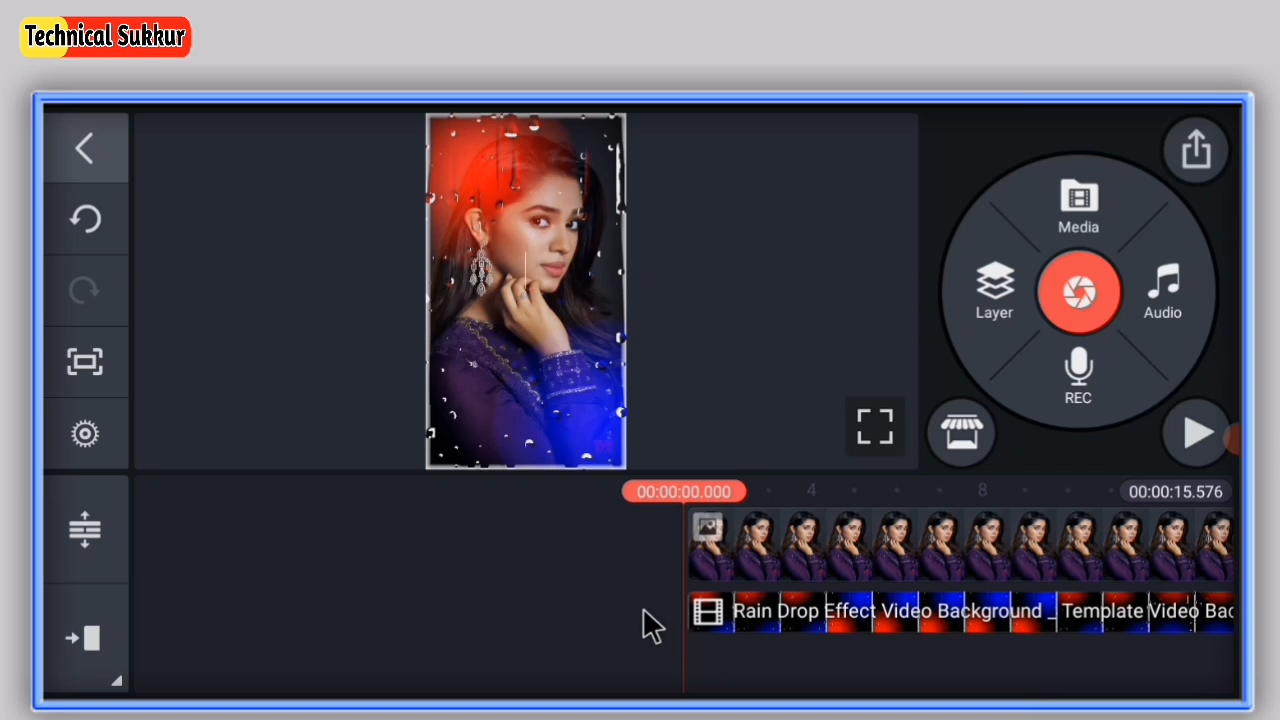 Technical Sukkur
Media
Layer
Audio
REC
00:00:00.000
4
8
00:00:15.576
Rain Drop Effect Video Background _ Template Video Bac